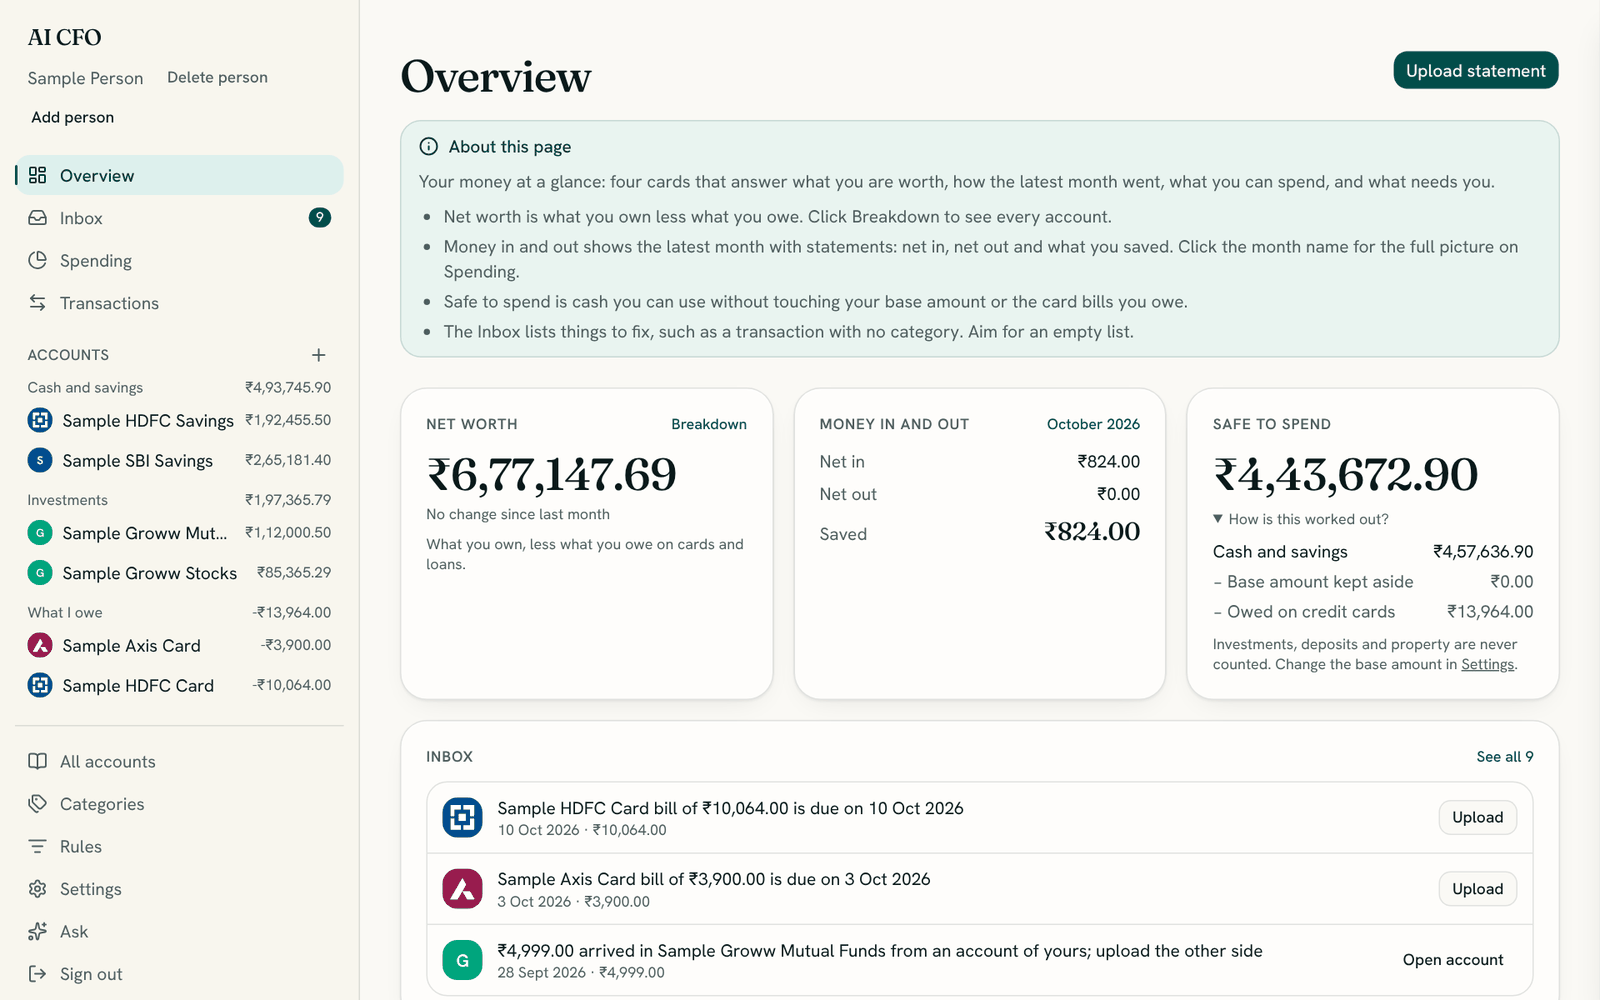 AI CFO
Sample Person
Delete person
Add person
Overview
Inbox
9
Spending
Transactions
ACCOUNTS
Cash and savings ₹4,93,745.90
Sample HDFC Savings ₹1,92,455.50
S
Sample SBI Savings ₹2,65,181.40
Investments ₹1,97,365.79
G
Sample Groww Mut... ₹1,12,000.50
G
Sample Groww Stocks ₹85,365.29
What I owe -₹13,964.00
Sample Axis Card -₹3,900.00
Sample HDFC Card -₹10,064.00
All accounts
Categories
Rules
Settings
Ask
Sign out
Overview
Upload statement
About this page
Your money at a glance: four cards that answer what you are worth, how the latest month went, what you can spend, and what needs you.
• Net worth is what you own less what you owe. Click Breakdown to see every account.
• Money in and out shows the latest month with statements: net in, net out and what you saved. Click the month name for the full picture on
Spending.
• Safe to spend is cash you can use without touching your base amount or the card bills you owe.
• The Inbox lists things to fix, such as a transaction with no category. Aim for an empty list.
NET WORTH
Breakdown
₹6,77,147.69
No change since last month
What you own, less what you owe on cards and
loans.
MONEY IN AND OUT
October 2026
Net in ₹824.00
Net out ₹0.00
Saved ₹824.00
SAFE TO SPEND
₹4,43,672.90
▼ How is this worked out?
Cash and savings ₹4,57,636.90
− Base amount kept aside ₹0.00
− Owed on credit cards ₹13,964.00
Investments, deposits and property are never
counted. Change the base amount in Settings.
INBOX
See all 9
Sample HDFC Card bill of ₹10,064.00 is due on 10 Oct 2026
10 Oct 2026 · ₹10,064.00
Upload
Sample Axis Card bill of ₹3,900.00 is due on 3 Oct 2026
3 Oct 2026 · ₹3,900.00
Upload
G
₹4,999.00 arrived in Sample Groww Mutual Funds from an account of yours; upload the other side
28 Sept 2026 · ₹4,999.00
Open account